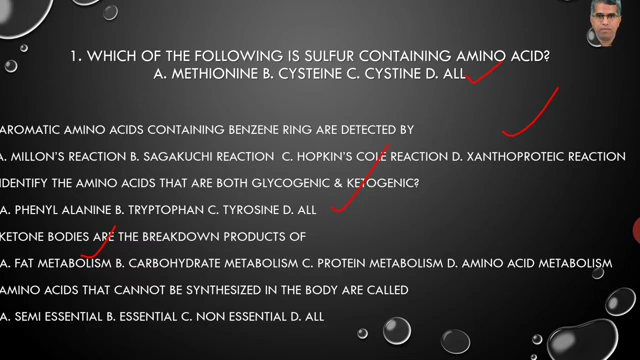 1. WHICH OF THE FOLLOWING IS SULFUR CONTAINING AMINO ACID?
A. METHIONINE B. CYSTEINE C. CYSTINE D. ALL
AROMATIC AMINO ACIDS CONTAINING BENZENE RING ARE DETECTED BY
A. MILLON'S REACTION B. SAGAKUCHI REACTION C. HOPKIN'S COLE REACTION D. XANTHOPROTEIC REACTION
IDENTIFY THE AMINO ACIDS THAT ARE BOTH GLYCOGENIC & KETOGENIC?
A. PHENYL ALANINE B. TRYPTOPHAN C. TYROSINE D. ALL
KETONE BODIES ARE THE BREAKDOWN PRODUCTS OF
A. FAT METABOLISM B. CARBOHYDRATE METABOLISM C. PROTEIN METABOLISM D. AMINO ACID METABOLISM
AMINO ACIDS THAT CANNOT BE SYNTHESIZED IN THE BODY ARE CALLED
A. SEMI ESSENTIAL B. ESSENTIAL C. NON ESSENTIAL D. ALL